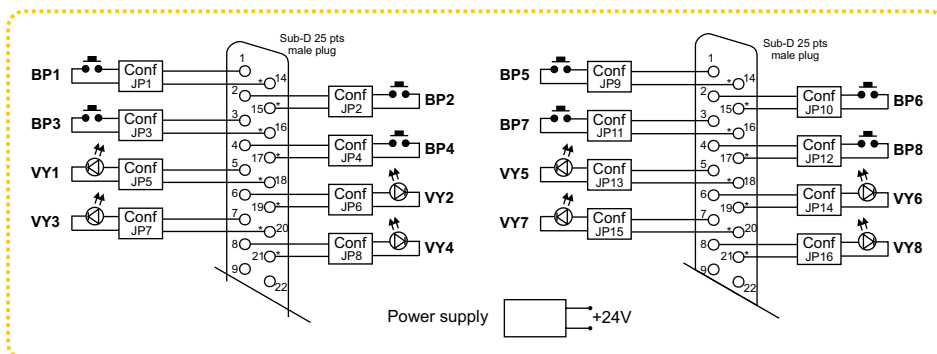 Sub-D 25 pts
male plug
1
BP1
Conf
JP1
*14
2
Conf
JP2
BP2
15*
3
BP3
Conf
JP3
*16
4
Conf
JP4
BP4
17*
5
VY1
Conf
JP5
*18
6
Conf
JP6
VY2
19*
7
VY3
Conf
JP7
*20
8
Conf
JP8
VY4
21*
9
22
Sub-D 25 pts
male plug
1
BP5
Conf
JP9
*14
2
Conf
JP10
BP6
15*
3
BP7
Conf
JP11
*16
4
Conf
JP12
BP8
17*
5
VY5
Conf
JP13
*18
6
Conf
JP14
VY6
19*
7
VY7
Conf
JP15
*20
8
Conf
JP16
VY8
21*
9
22
Power supply
+24V